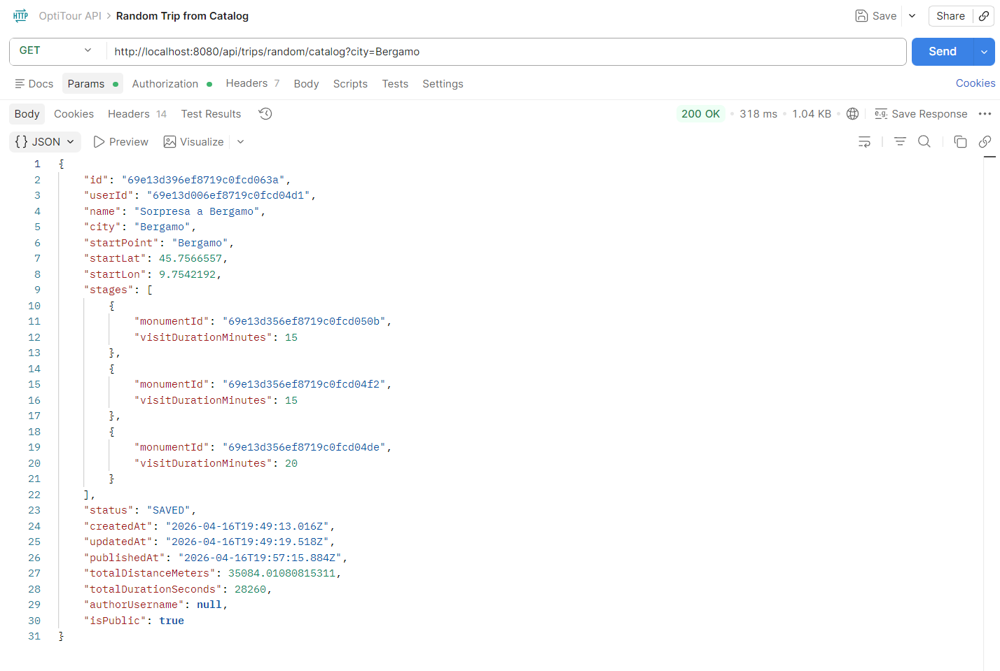 HTTP OptiTour API > Random Trip from Catalog Save Share
GET http://localhost:8080/api/trips/random/catalog?city=Bergamo Send
Docs Params Authorization Headers 7 Body Scripts Tests Settings Cookies
Body Cookies Headers 14 Test Results 200 OK 318 ms 1.04 KB e.g. Save Response
{} JSON Preview Visualize
1 {
2 "id": "69e13d396ef8719c0fcd063a",
3 "userId": "69e13d006ef8719c0fcd04d1",
4 "name": "Sorpresa a Bergamo",
5 "city": "Bergamo",
6 "startPoint": "Bergamo",
7 "startLat": 45.7566557,
8 "startLon": 9.7542192,
9 "stages": [
10 {
11 "monumentId": "69e13d356ef8719c0fcd050b",
12 "visitDurationMinutes": 15
13 },
14 {
15 "monumentId": "69e13d356ef8719c0fcd04f2",
16 "visitDurationMinutes": 15
17 },
18 {
19 "monumentId": "69e13d356ef8719c0fcd04de",
20 "visitDurationMinutes": 20
21 }
22 ],
23 "status": "SAVED",
24 "createdAt": "2026-04-16T19:49:13.016Z",
25 "updatedAt": "2026-04-16T19:49:19.518Z",
26 "publishedAt": "2026-04-16T19:57:15.884Z",
27 "totalDistanceMeters": 35084.01080815311,
28 "totalDurationSeconds": 28260,
29 "authorUsername": null,
30 "isPublic": true
31 }